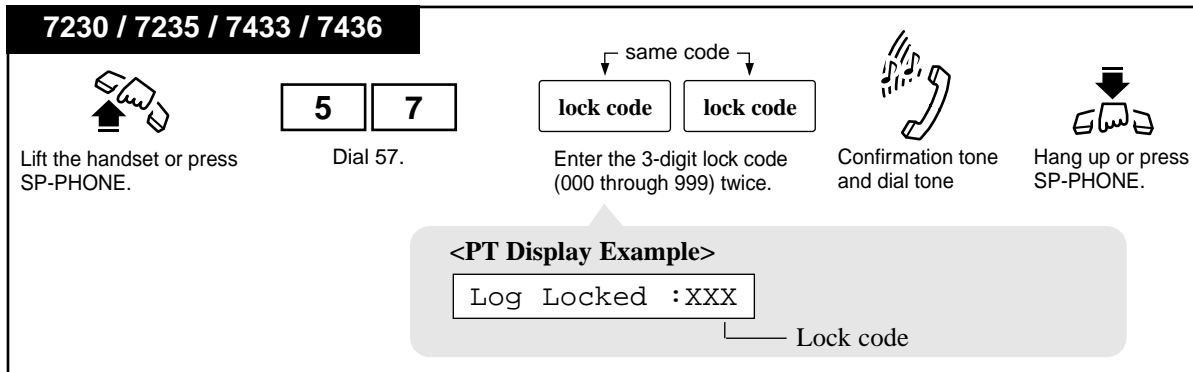 7230 / 7235 / 7433 / 7436
same code
5 7
lock code lock code
Lift the handset or press
SP-PHONE.
Dial 57.
Enter the 3-digit lock code
(000 through 999) twice.
Confirmation tone
and dial tone
Hang up or press
SP-PHONE.
<PT Display Example>
Log Locked :XXX
Lock code